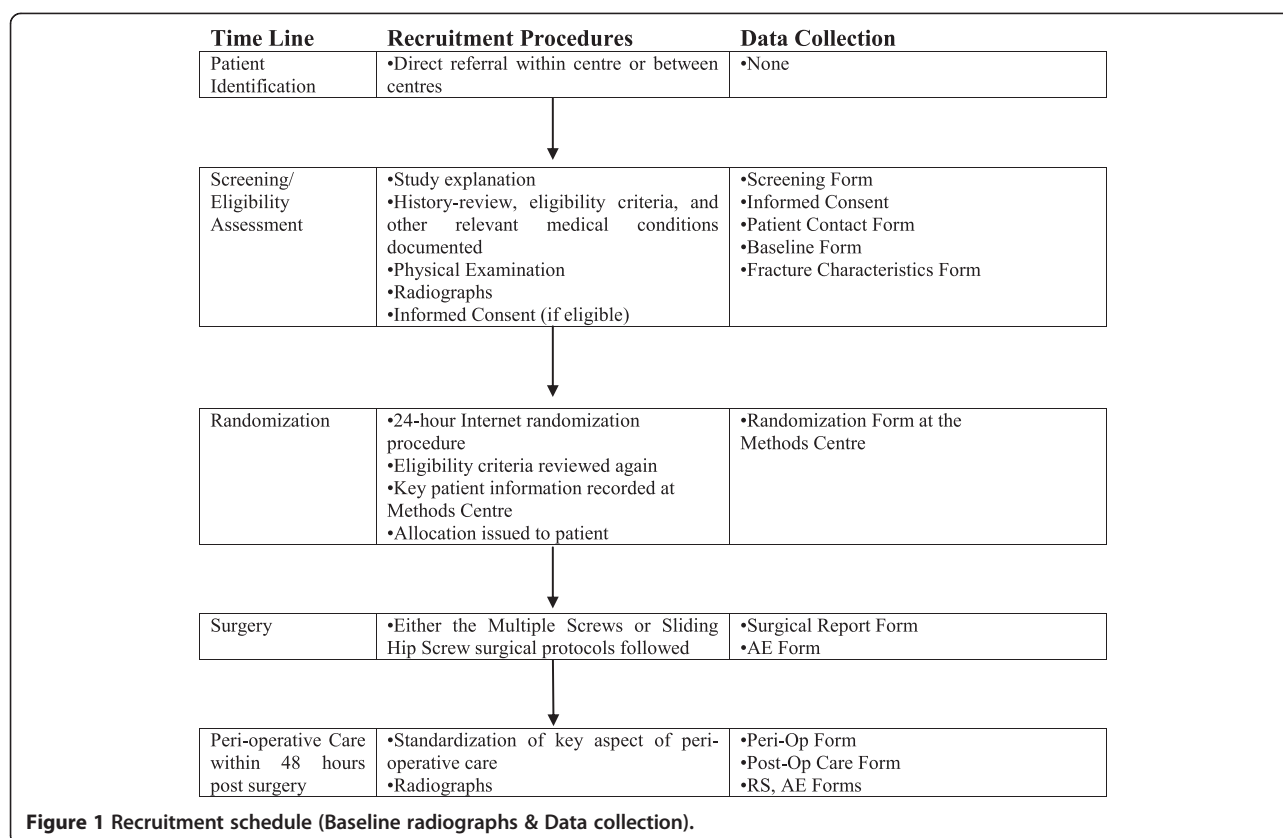 Time Line Recruitment Procedures Data Collection
Patient
Identification
•Direct referral within centre or between
centres
•None
Screening/
Eligibility
Assessment
•Study explanation
•History-review, eligibility criteria, and
other relevant medical conditions
documented
•Physical Examination
•Radiographs
•Informed Consent (if eligible)
•Screening Form
•Informed Consent
•Patient Contact Form
•Baseline Form
•Fracture Characteristics Form
Randomization
•24-hour Internet randomization
procedure
•Eligibility criteria reviewed again
•Key patient information recorded at
Methods Centre
•Allocation issued to patient
•Randomization Form at the
Methods Centre
Surgery
•Either the Multiple Screws or Sliding
Hip Screw surgical protocols followed
•Surgical Report Form
•AE Form
Peri-operative Care
within 48 hours
post surgery
•Standardization of key aspect of peri-
operative care
•Radiographs
•Peri-Op Form
•Post-Op Care Form
•RS, AE Forms
Figure 1 Recruitment schedule (Baseline radiographs & Data collection).